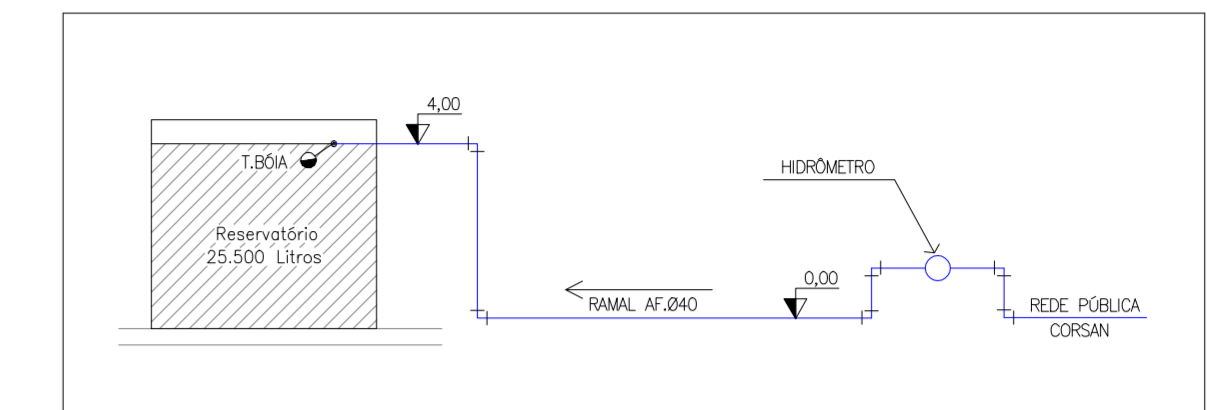 4,00
T.BÓIA
HIDRÔMETRO
Reservatório
25.500 Litros
0,00
RAMAL AF.Ø40
REDE PÚBLICA
CORSAN